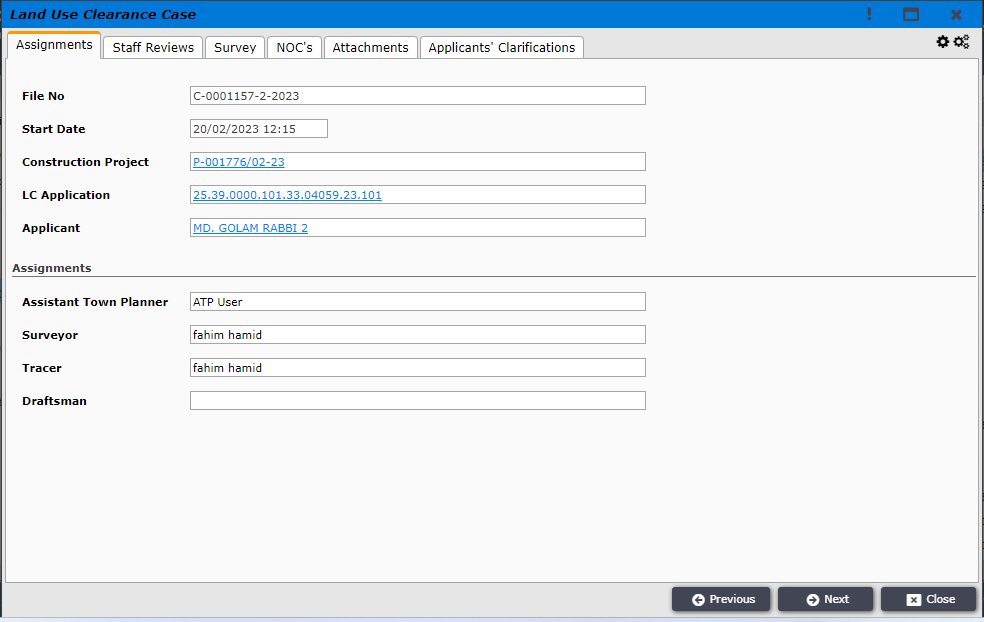 Land Use Clearance Case
Assignments Staff Reviews Survey NOC's Attachments Applicants' Clarifications
File No C-0001157-2-2023
Start Date 20/02/2023 12:15
Construction Project P-001776/02-23
LC Application 25.39.0000.101.33.04059.23.101
Applicant MD. GOLAM RABBI 2
Assignments
Assistant Town Planner ATP User
Surveyor fahim hamid
Tracer fahim hamid
Draftsman
Previous Next Close